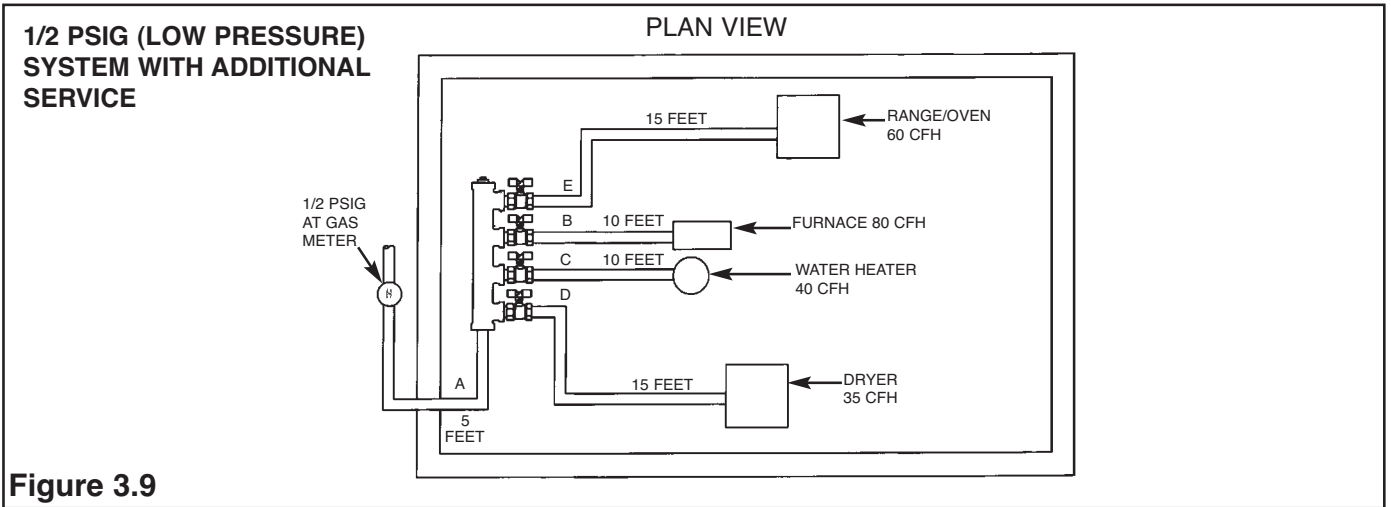 1/2 PSIG (LOW PRESSURE)
SYSTEM WITH ADDITIONAL
SERVICE
PLAN VIEW
15 FEET
RANGE/OVEN
60 CFH
E
1/2 PSIG
AT GAS
METER
B
10 FEET
FURNACE 80 CFH
C
10 FEET
WATER HEATER
40 CFH
D
A
15 FEET
DRYER
35 CFH
5
FEET
Figure 3.9